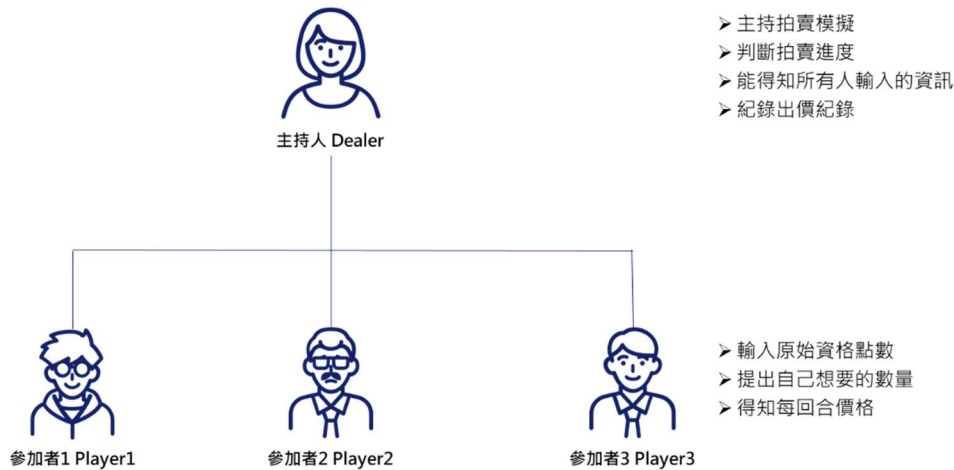 ➢ 主持拍賣模擬
➢ 判斷拍賣進度
➢ 能得知所有人輸入的資訊
➢ 紀錄出價紀錄
主持人 Dealer
➢ 輸入原始資格點數
➢ 提出自己想要的數量
➢ 得知每回合價格
參加者1 Player1
參加者2 Player2
參加者3 Player3